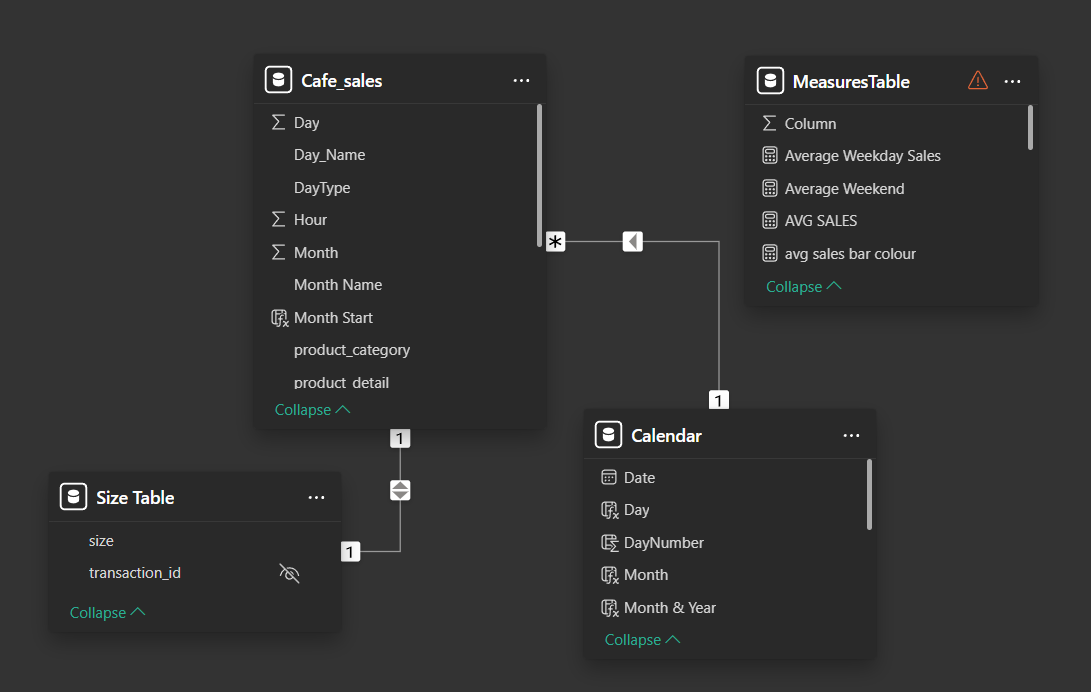 Cafe_sales
Day
Day_Name
DayType
Hour
Month
Month Name
Month Start
product_category
product_detail
Collapse
MeasuresTable
Column
Average Weekday Sales
Average Weekend
AVG SALES
avg sales bar colour
Collapse
*
1
1
1
Size Table
size
transaction_id
Collapse
Calendar
Date
Day
DayNumber
Month
Month & Year
Collapse